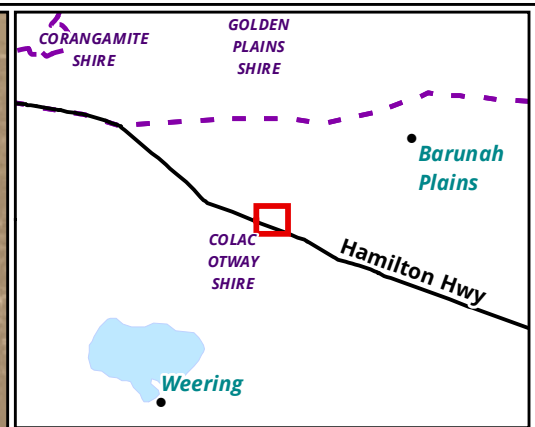 CORANGAMITE
SHIRE
GOLDEN
PLAINS
SHIRE
Barunah
Plains
COLAC
OTWAY
SHIRE
Hamilton Hwy
Weering